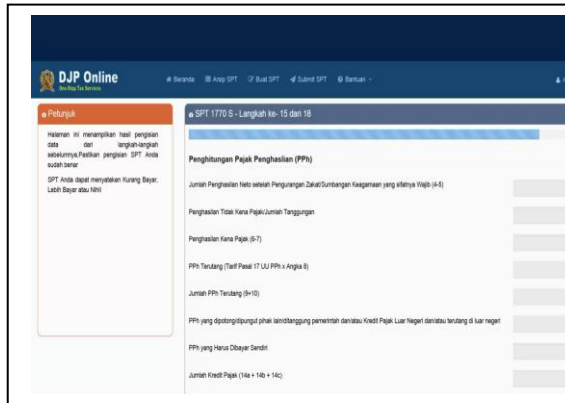 DJP Online
One Stop Tax Services
Beranda Arsip SPT Buat SPT Submit SPT Bantuan
Petunjuk
Halaman ini menampilkan hasil pengisian
data dari langkah-langkah
sebelumnya,Pastikan pengisian SPT Anda
sudah benar
SPT Anda dapat menyatakan Kurang Bayar,
Lebih Bayar atau Nihil
SPT 1770 S - Langkah ke- 15 dari 18
Penghitungan Pajak Penghasilan (PPh)
Jumlah Penghasilan Neto setelah Pengurangan Zakat/Sumbangan Keagamaan yang sifatnya Wajib (4-5)
Penghasilan Tidak Kena Pajak/Jumlah Tanggungan
Penghasilan Kena Pajak (6-7)
PPh Terutang (Tarif Pasal 17 UU PPh x Angka 8)
Jumlah PPh Terutang (9+10)
PPh yang dipotong/dipungut pihak lain/ditanggung pemerintah dan/atau Kredit Pajak Luar Negeri dan/atau terutang di luar negeri
PPh yang Harus Dibayar Sendiri
Jumlah Kredit Pajak (14a + 14b + 14c)